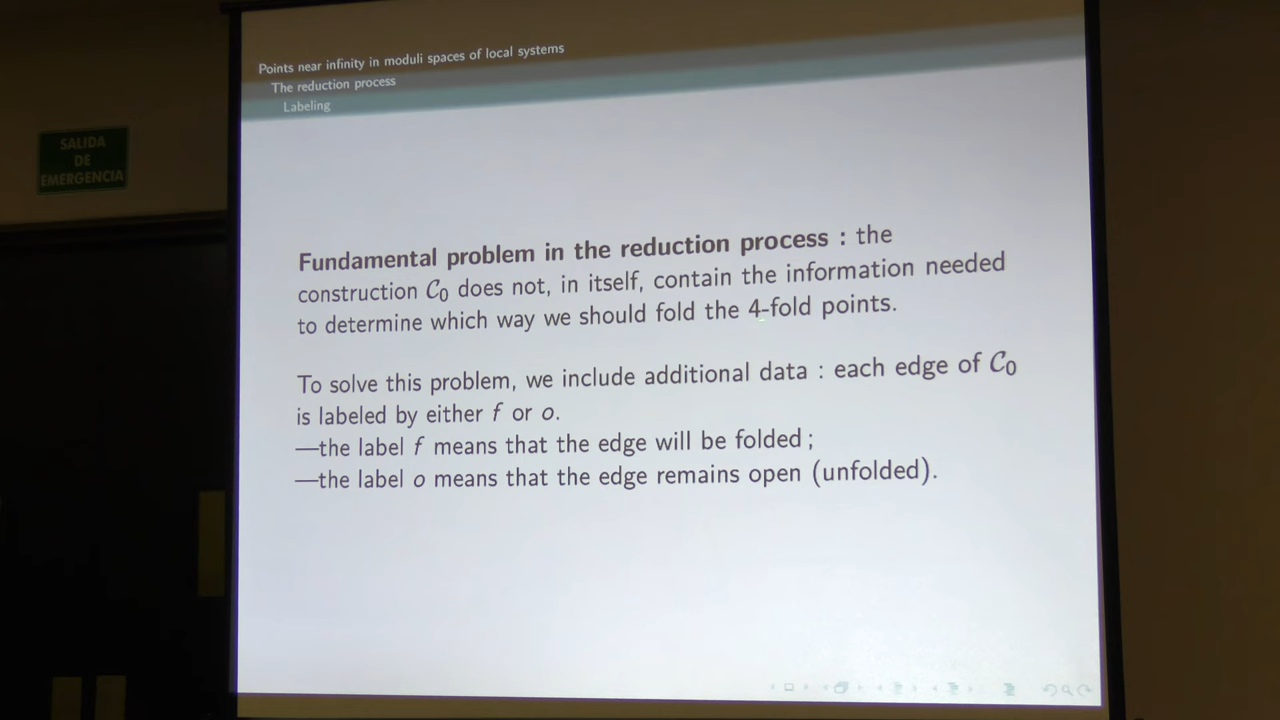 Points near infinity in moduli spaces of local systems
The reduction process
Labeling
SALIDA
DE
EMERGENCIA
Fundamental problem in the reduction process : the
construction C₀ does not, in itself, contain the information needed
to determine which way we should fold the 4-fold points.
To solve this problem, we include additional data : each edge of C₀
is labeled by either f or o.
—the label f means that the edge will be folded ;
—the label o means that the edge remains open (unfolded).